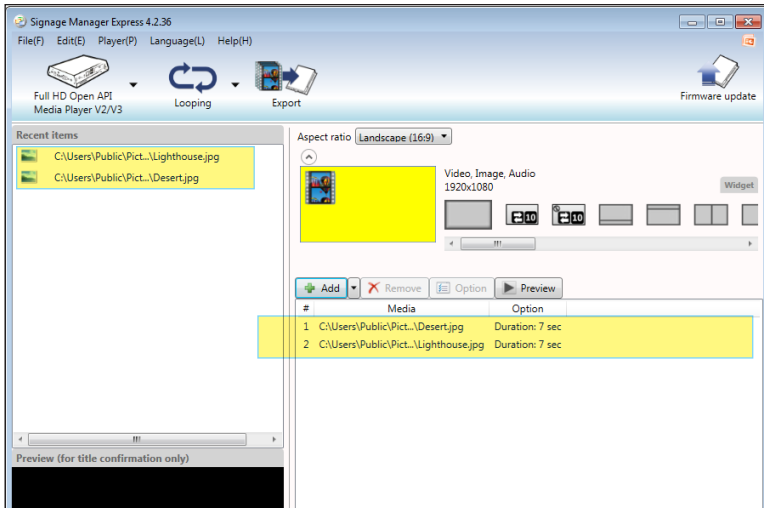 Signage Manager Express 4.2.36
File(F) Edit(E) Player(P) Language(L) Help(H)
Full HD Open API
Media Player V2/V3
Looping
Export
Firmware update
Recent items
C:\Users\Public\Pict...\Lighthouse.jpg
C:\Users\Public\Pict...\Desert.jpg
Aspect ratio Landscape (16:9)
Video, Image, Audio
1920x1080
Widget
10 10
Add Remove Option Preview
# Media Option
1 C:\Users\Public\Pict...\Desert.jpg Duration: 7 sec
2 C:\Users\Public\Pict...\Lighthouse.jpg Duration: 7 sec
Preview (for title confirmation only)